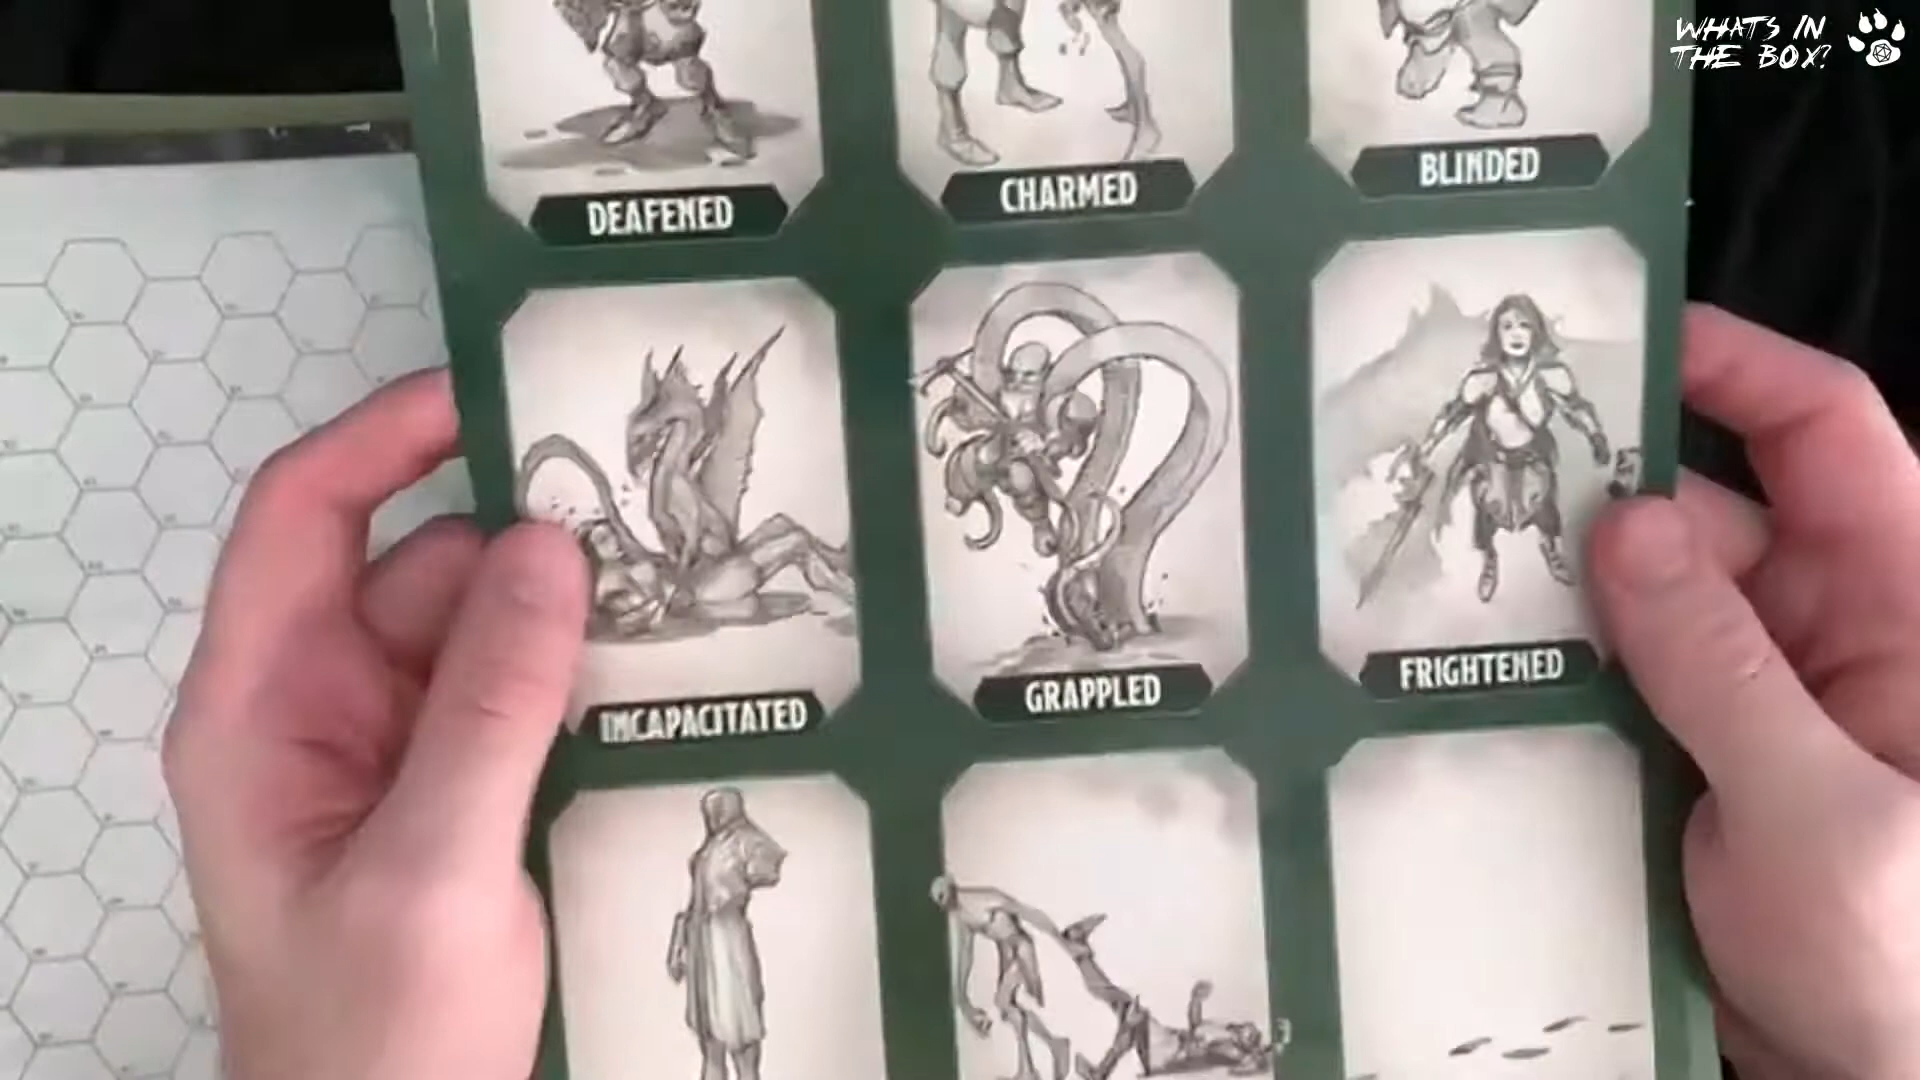 WHATS IN
THE BOX?
DEAFENED
CHARMED
BLINDED
INCAPACITATED
GRAPPLED
FRIGHTENED